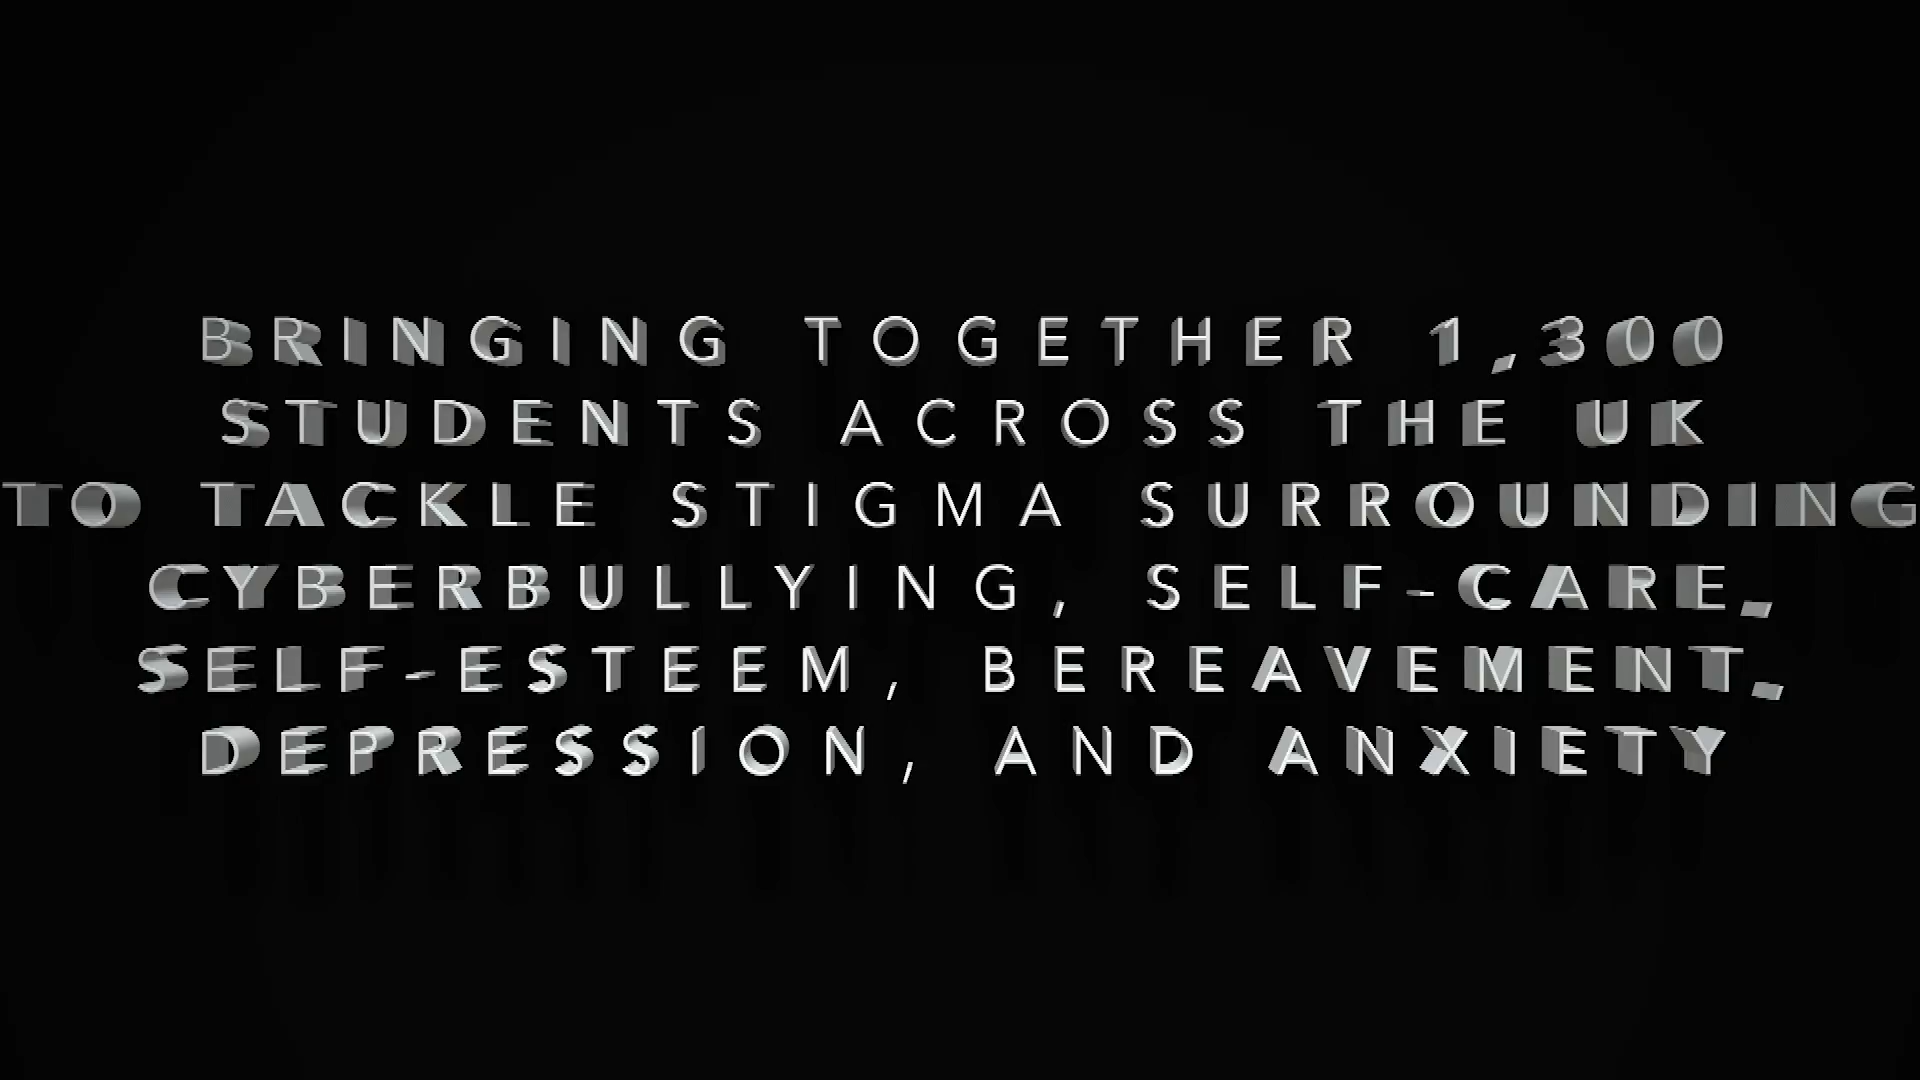 BRINGING TOGETHER 1,300
STUDENTS ACROSS THE UK
TO TACKLE STIGMA SURROUNDING
CYBERBULLYING, SELF-CARE,
SELF-ESTEEM, BEREAVEMENT,
DEPRESSION, AND ANXIETY